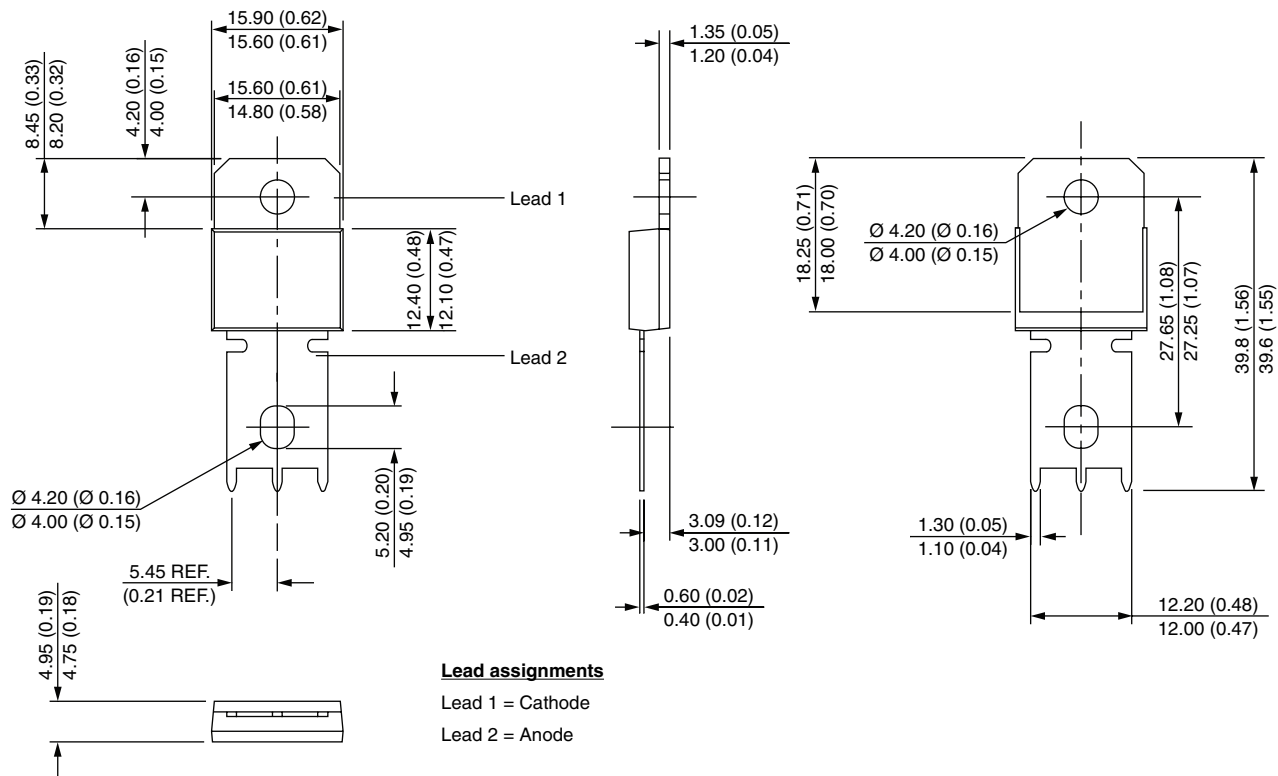 15.90 (0.62)
15.60 (0.61)
15.60 (0.61)
14.80 (0.58)
4.20 (0.16)
4.00 (0.15)
8.45 (0.33)
8.20 (0.32)
Lead 1
12.40 (0.48)
12.10 (0.47)
Lead 2
Ø 4.20 (Ø 0.16)
Ø 4.00 (Ø 0.15)
5.20 (0.20)
4.95 (0.19)
5.45 REF.
(0.21 REF.)
4.95 (0.19)
4.75 (0.18)
1.35 (0.05)
1.20 (0.04)
3.09 (0.12)
3.00 (0.11)
0.60 (0.02)
0.40 (0.01)
18.25 (0.71)
18.00 (0.70)
Ø 4.20 (Ø 0.16)
Ø 4.00 (Ø 0.15)
27.65 (1.08)
27.25 (1.07)
39.8 (1.56)
39.6 (1.55)
1.30 (0.05)
1.10 (0.04)
12.20 (0.48)
12.00 (0.47)
Lead assignments
Lead 1 = Cathode
Lead 2 = Anode